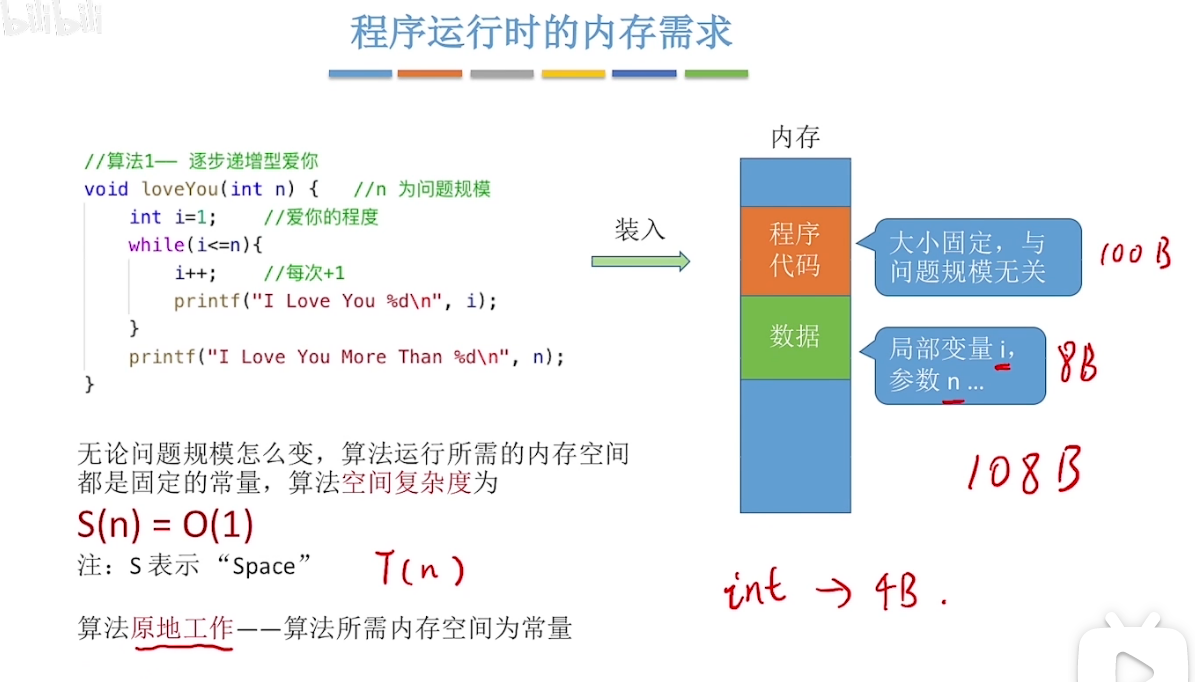 bilibili
程序运行时的内存需求
//算法1—— 逐步递增型爱你
void loveYou(int n) {   //n 为问题规模
int i=1;    //爱你的程度
while(i<=n){
i++;    //每次+1
printf("I Love You %d\n", i);
}
printf("I Love You More Than %d\n", n);
}
装入
内存
程序
代码
大小固定，与
问题规模无关
100 B
数据
局部变量 i，
参数 n ...
8B
108B
无论问题规模怎么变，算法运行所需的内存空间
都是固定的常量，算法空间复杂度为
S(n) = O(1)
注：S 表示 “Space”
T(n)
int → 4B .
算法原地工作——算法所需内存空间为常量